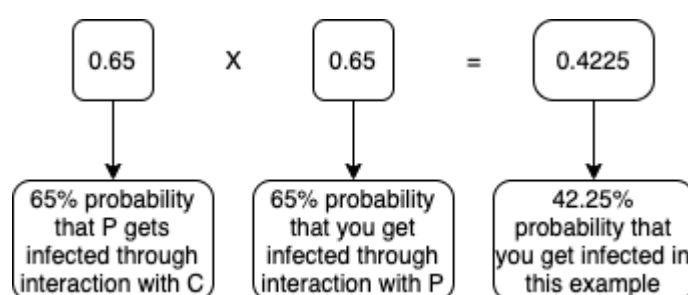 0.65 X 0.65 = 0.4225
65% probability
that P gets
infected through
interaction with C
65% probability
that you get
infected through
interaction with P
42.25%
probability that
you get infected in
this example